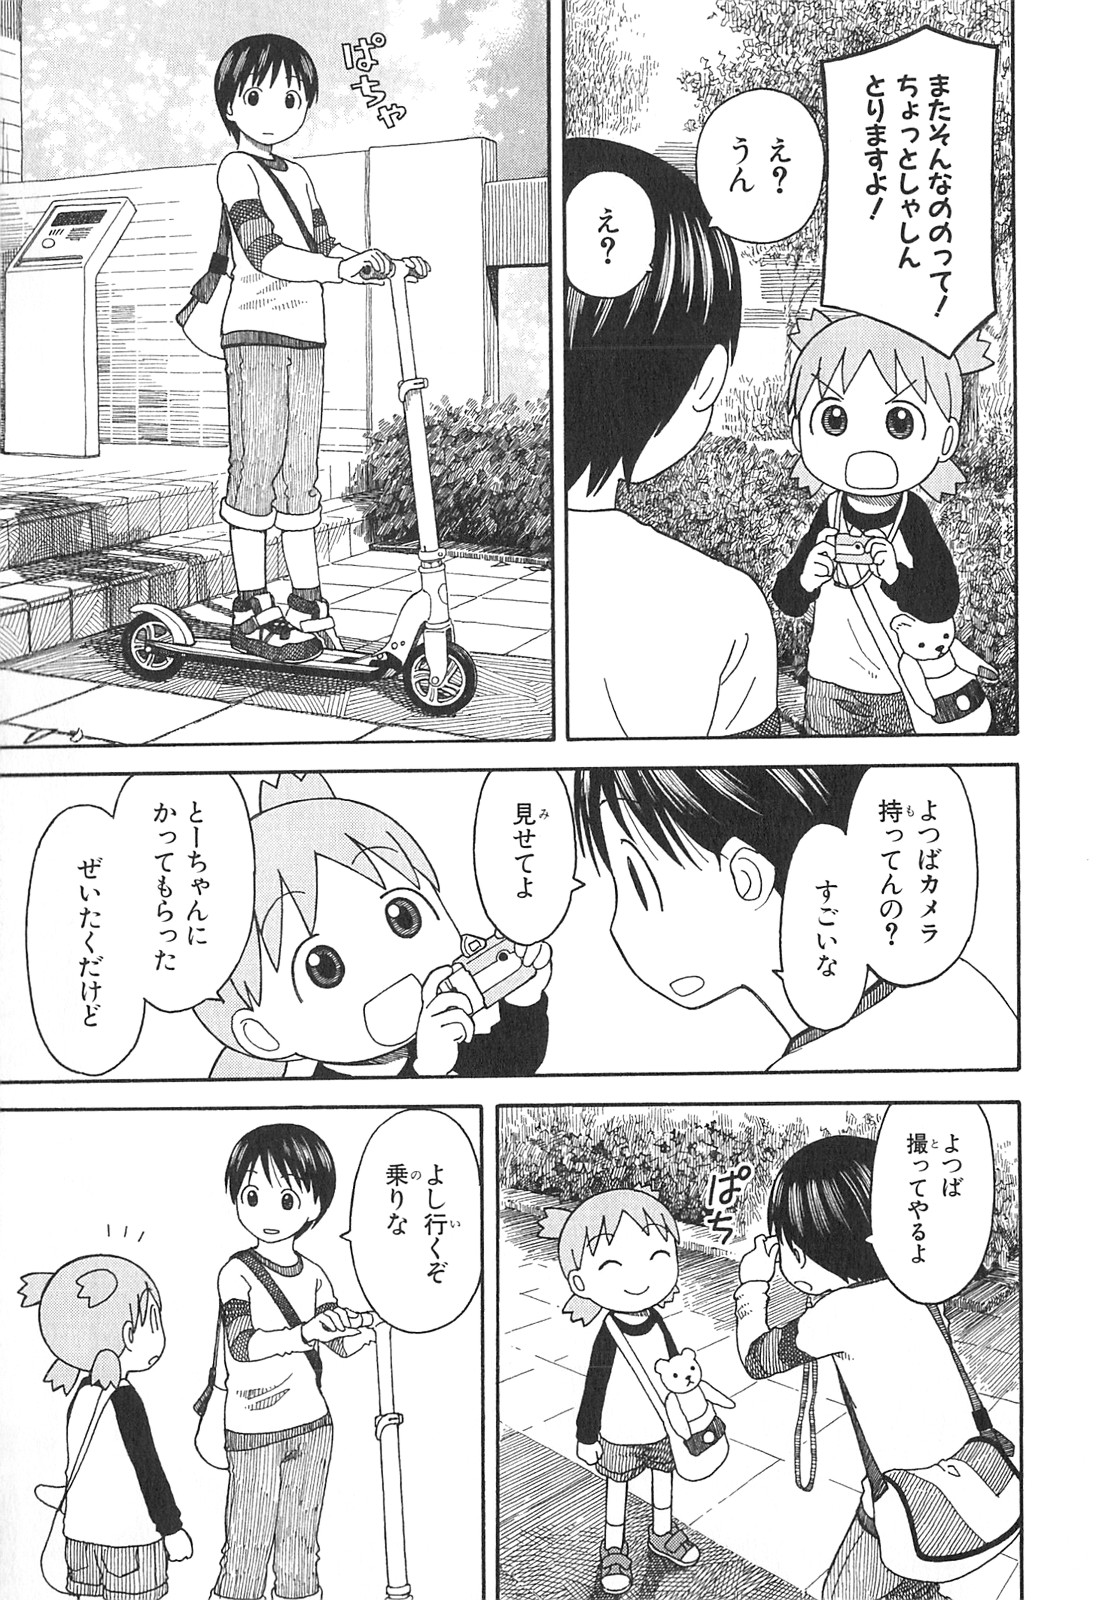 またそんなののって！
ちょっとしゃしん
とりますよ！
え？
うん
え？
ぱちゃ
よつばカメラ
持ってんの？
すごいな
見せてよ
とーちゃんに
かってもらった
ぜいたくだけど
よつば
撮ってやるよ
ぱち
よし行くぞ
乗りな